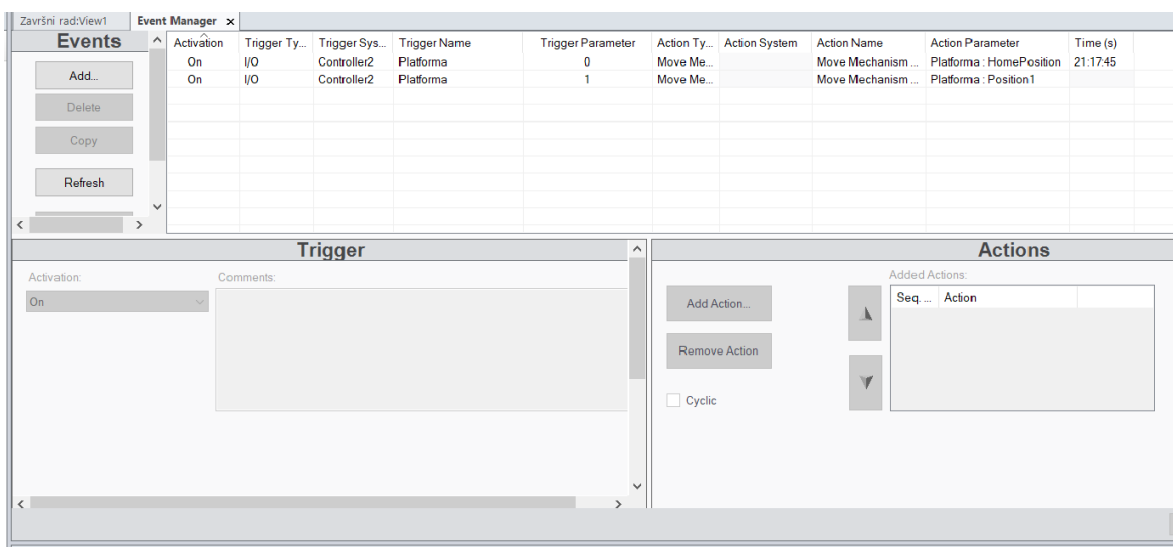 Završni rad:View1 Event Manager x
Events
Add...
Delete
Copy
Refresh
Activation Trigger Ty... Trigger Sys... Trigger Name Trigger Parameter Action Ty... Action System Action Name Action Parameter Time (s)
On I/O Controller2 Platforma 0 Move Me... Move Mechanism ... Platforma : HomePosition 21:17:45
On I/O Controller2 Platforma 1 Move Me... Move Mechanism ... Platforma : Position1
Trigger
Activation: Comments:
On
Actions
Added Actions:
Add Action...
Remove Action
Cyclic
Seq. ... Action